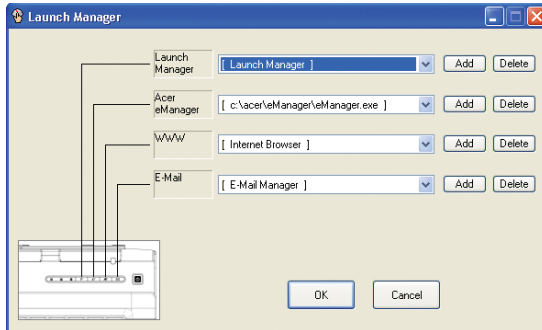 Launch Manager
Launch
Manager
[ Launch Manager ]
Add
Delete
Acer
eManager
[ c:\acer\eManager\eManager.exe ]
Add
Delete
WWW
[ Internet Browser ]
Add
Delete
E-Mail
[ E-Mail Manager ]
Add
Delete
OK
Cancel